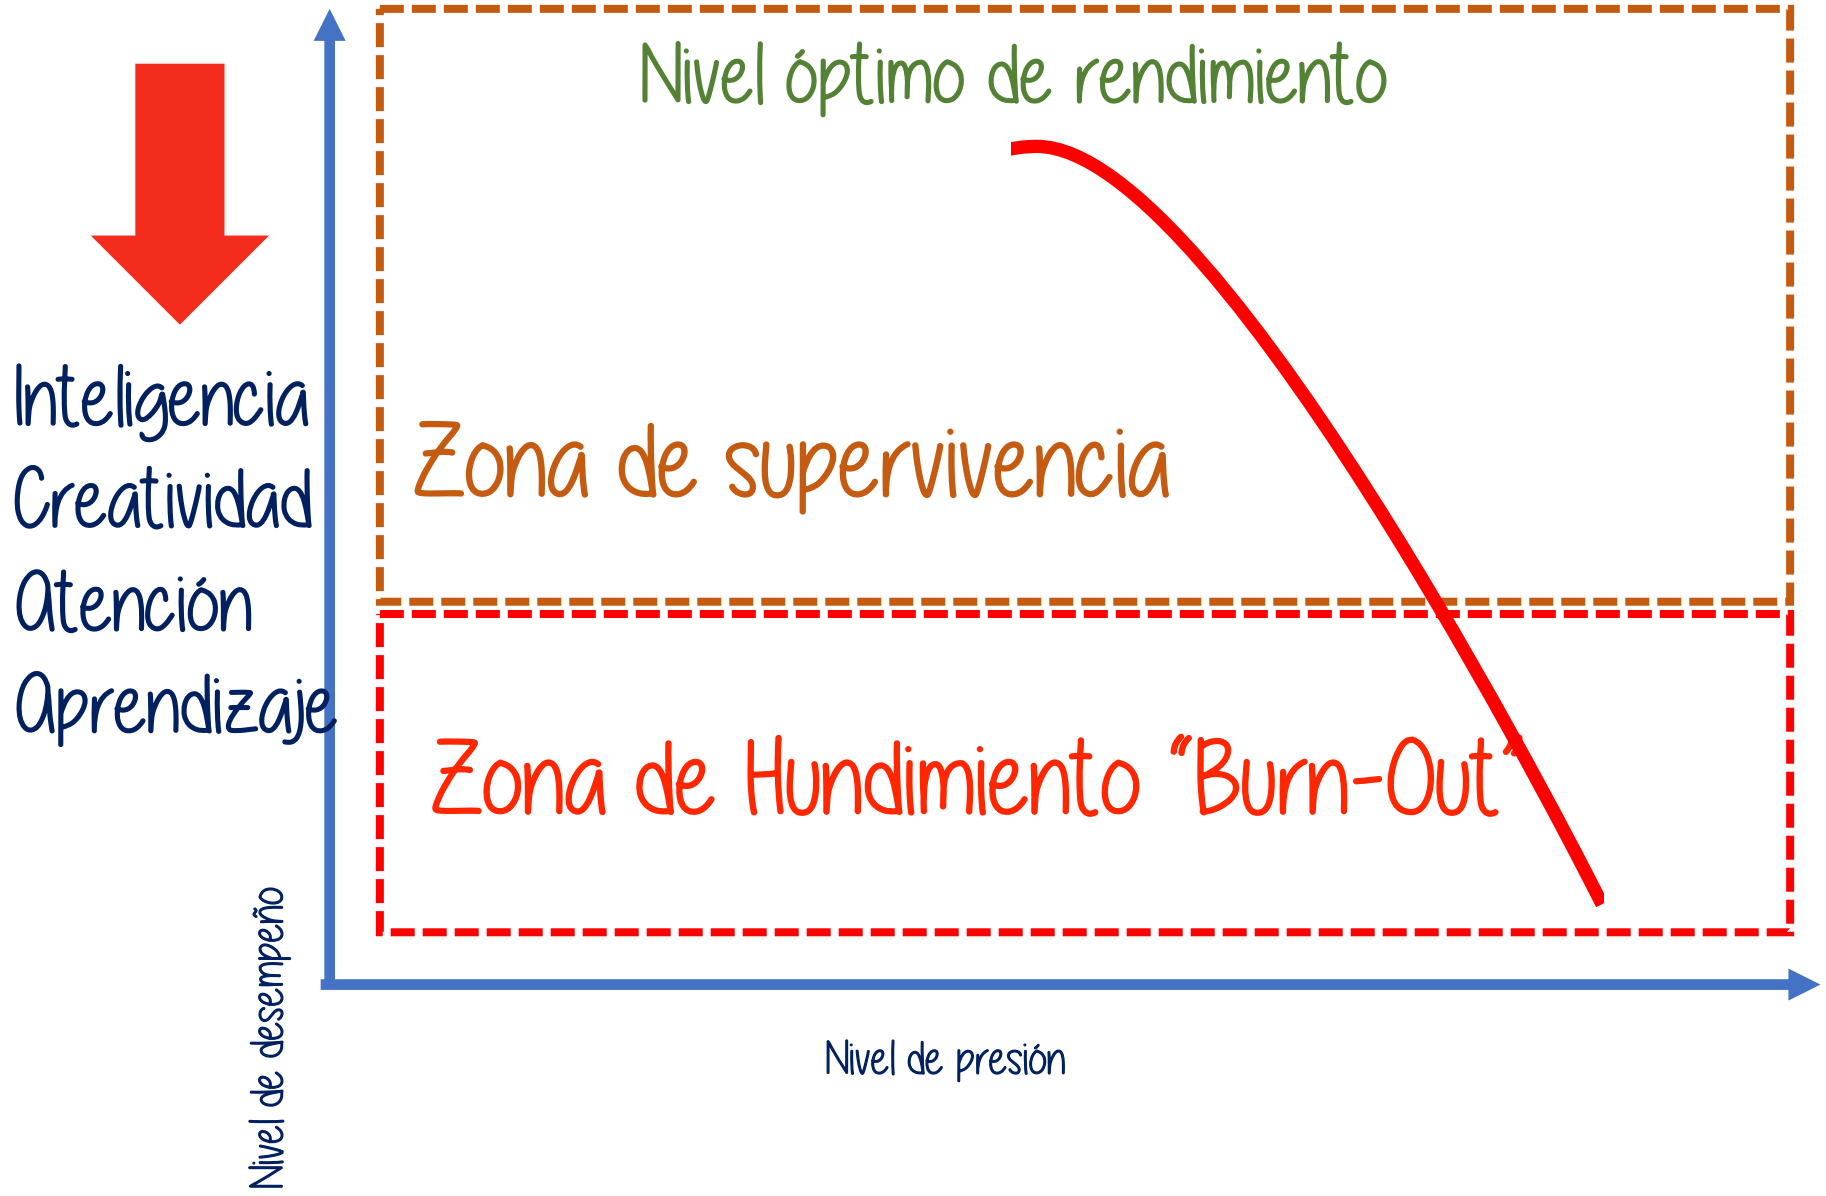 Nivel óptimo de rendimiento
Inteligencia
Creatividad
Atención
Aprendizaje
Zona de supervivencia
Zona de Hundimiento “Burn-Out”
Nivel de desempeño
Nivel de presión